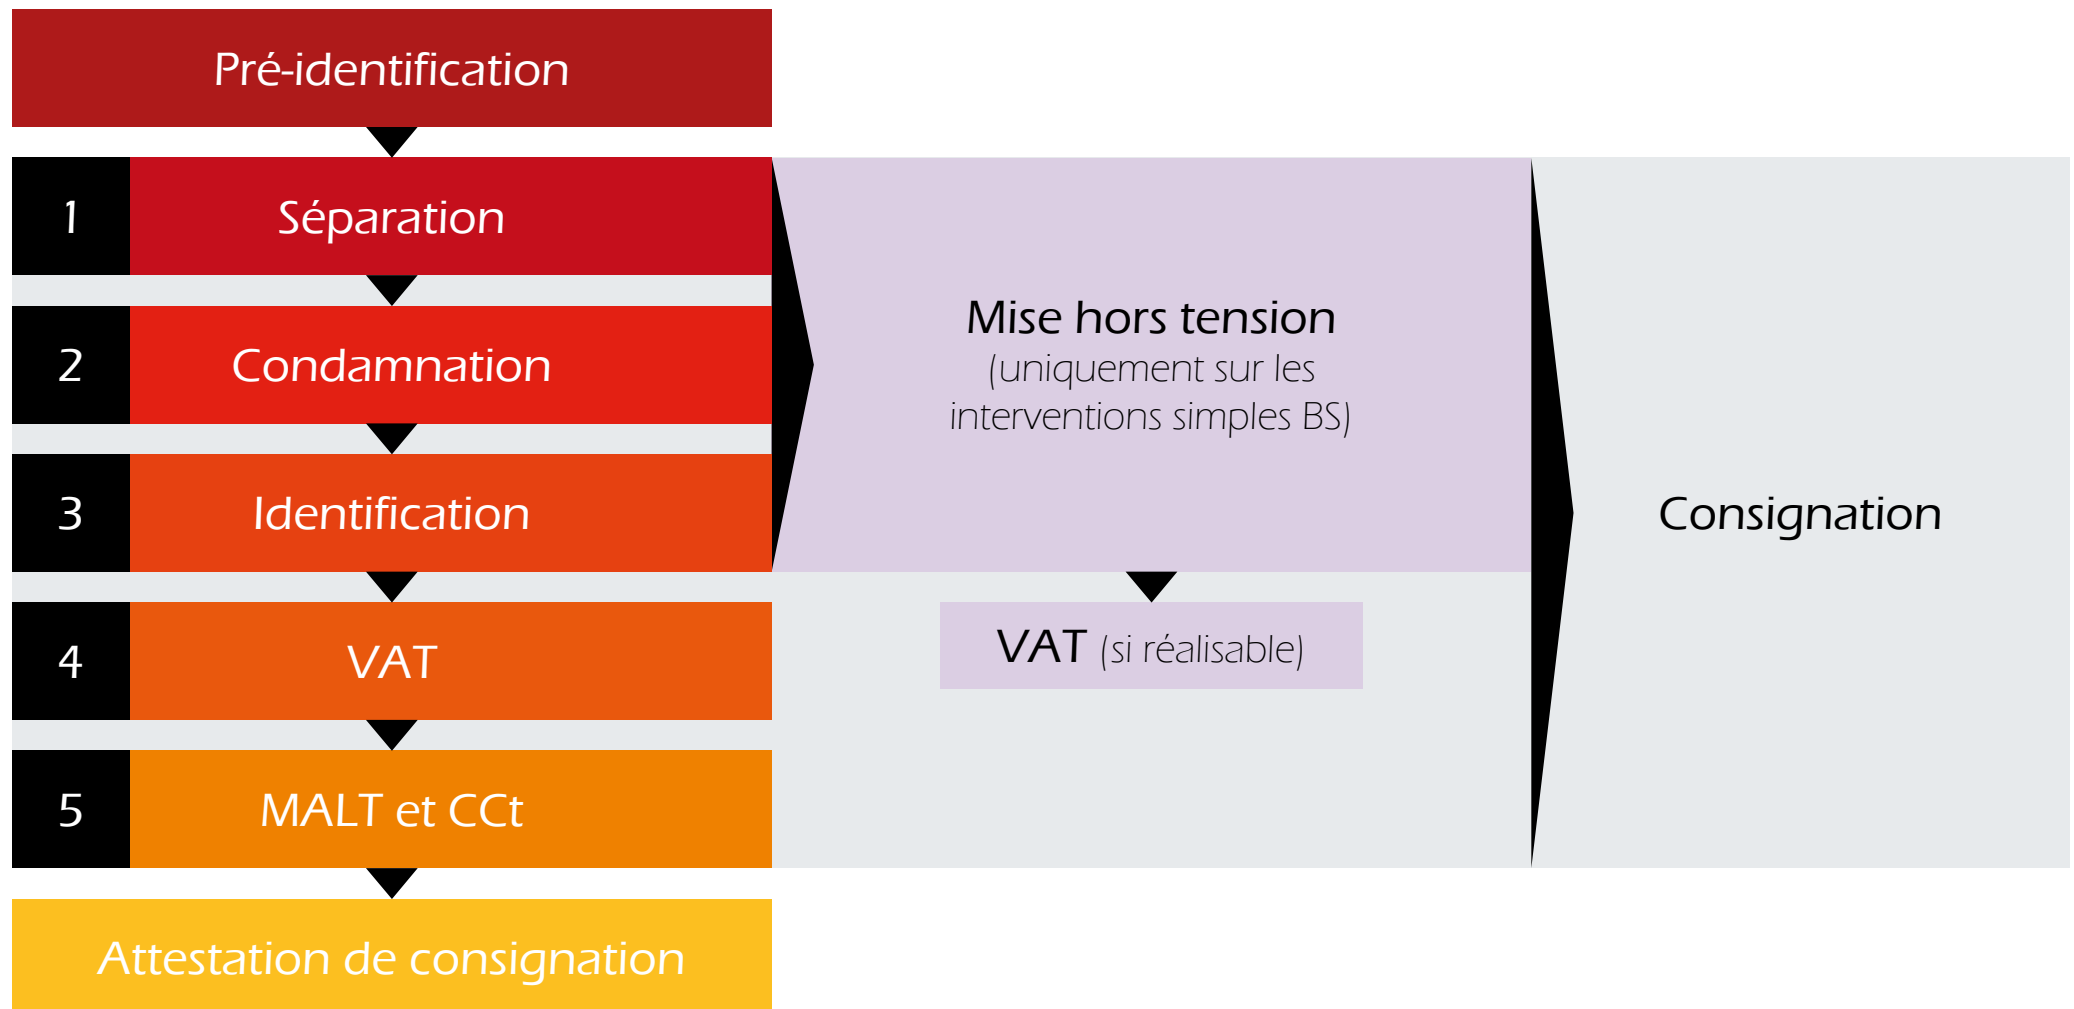 Pré-identification
1
Séparation
2
Condamnation
3
Identification
4
VAT
5
MALT et CCt
Attestation de consignation
Mise hors tension
(uniquement sur les
interventions simples BS)
VAT (si réalisable)
Consignation